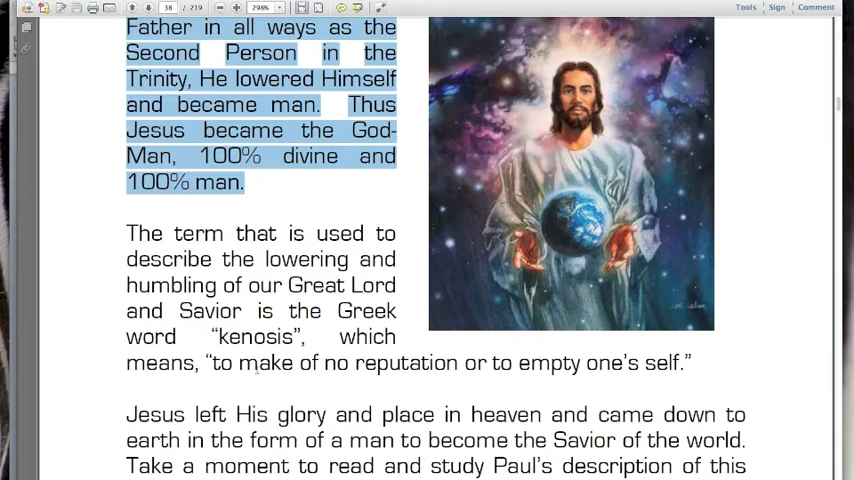 38 / 219
298%
Tools
Sign
Comment
Father in all ways as the
Second Person in the
Trinity, He lowered Himself
and became man. Thus
Jesus became the God-
Man, 100% divine and
100% man.
The term that is used to
describe the lowering and
humbling of our Great Lord
and Savior is the Greek
word “kenosis”, which
means, “to make of no reputation or to empty one’s self.”
Jesus left His glory and place in heaven and came down to
earth in the form of a man to become the Savior of the world.
Take a moment to read and study Paul’s description of this